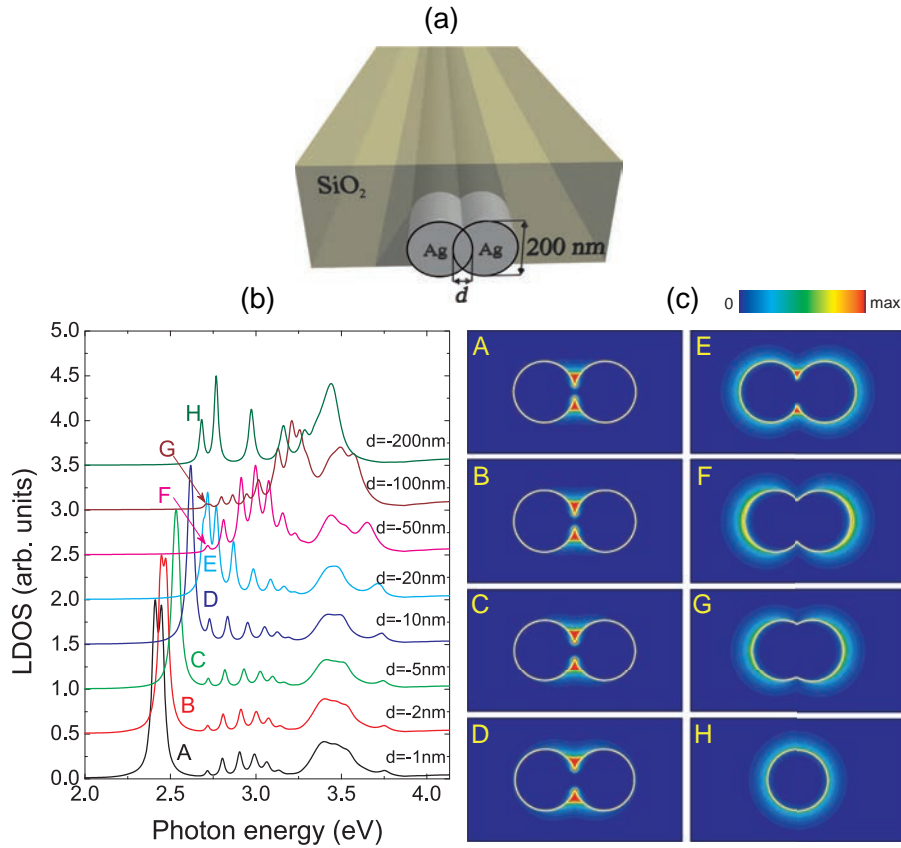 (a)
SiO2
Ag
Ag
200 nm
d
(b)
5.0
4.5
4.0
3.5
3.0
2.5
2.0
1.5
1.0
0.5
0.0
LDOS (arb. units)
H
d=-200nm
G
d=-100nm
F
d=-50nm
E
d=-20nm
D
d=-10nm
C
d=-5nm
B
d=-2nm
A
d=-1nm
2.0 2.5 3.0 3.5 4.0
Photon energy (eV)
(c)
0 max
A
E
B
F
C
G
D
H